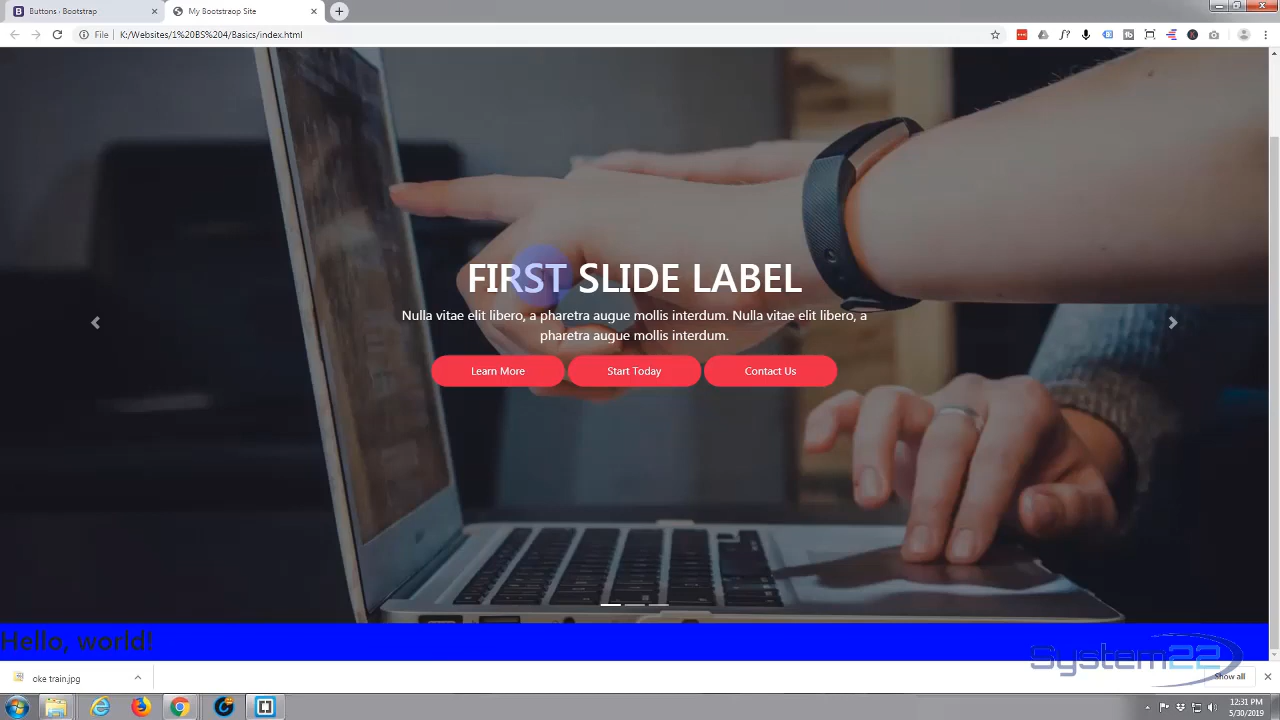 Buttons · Bootstrap
My Bootstraop Site
File
K:/Websites/1%20BS%204/Basics/index.html
FIRST SLIDE LABEL
Nulla vitae elit libero, a pharetra augue mollis interdum. Nulla vitae elit libero, a
pharetra augue mollis interdum.
Learn More
Start Today
Contact Us
Hello, world!
System22
oke train.jpg
Show all
12:31 PM
5/30/2019